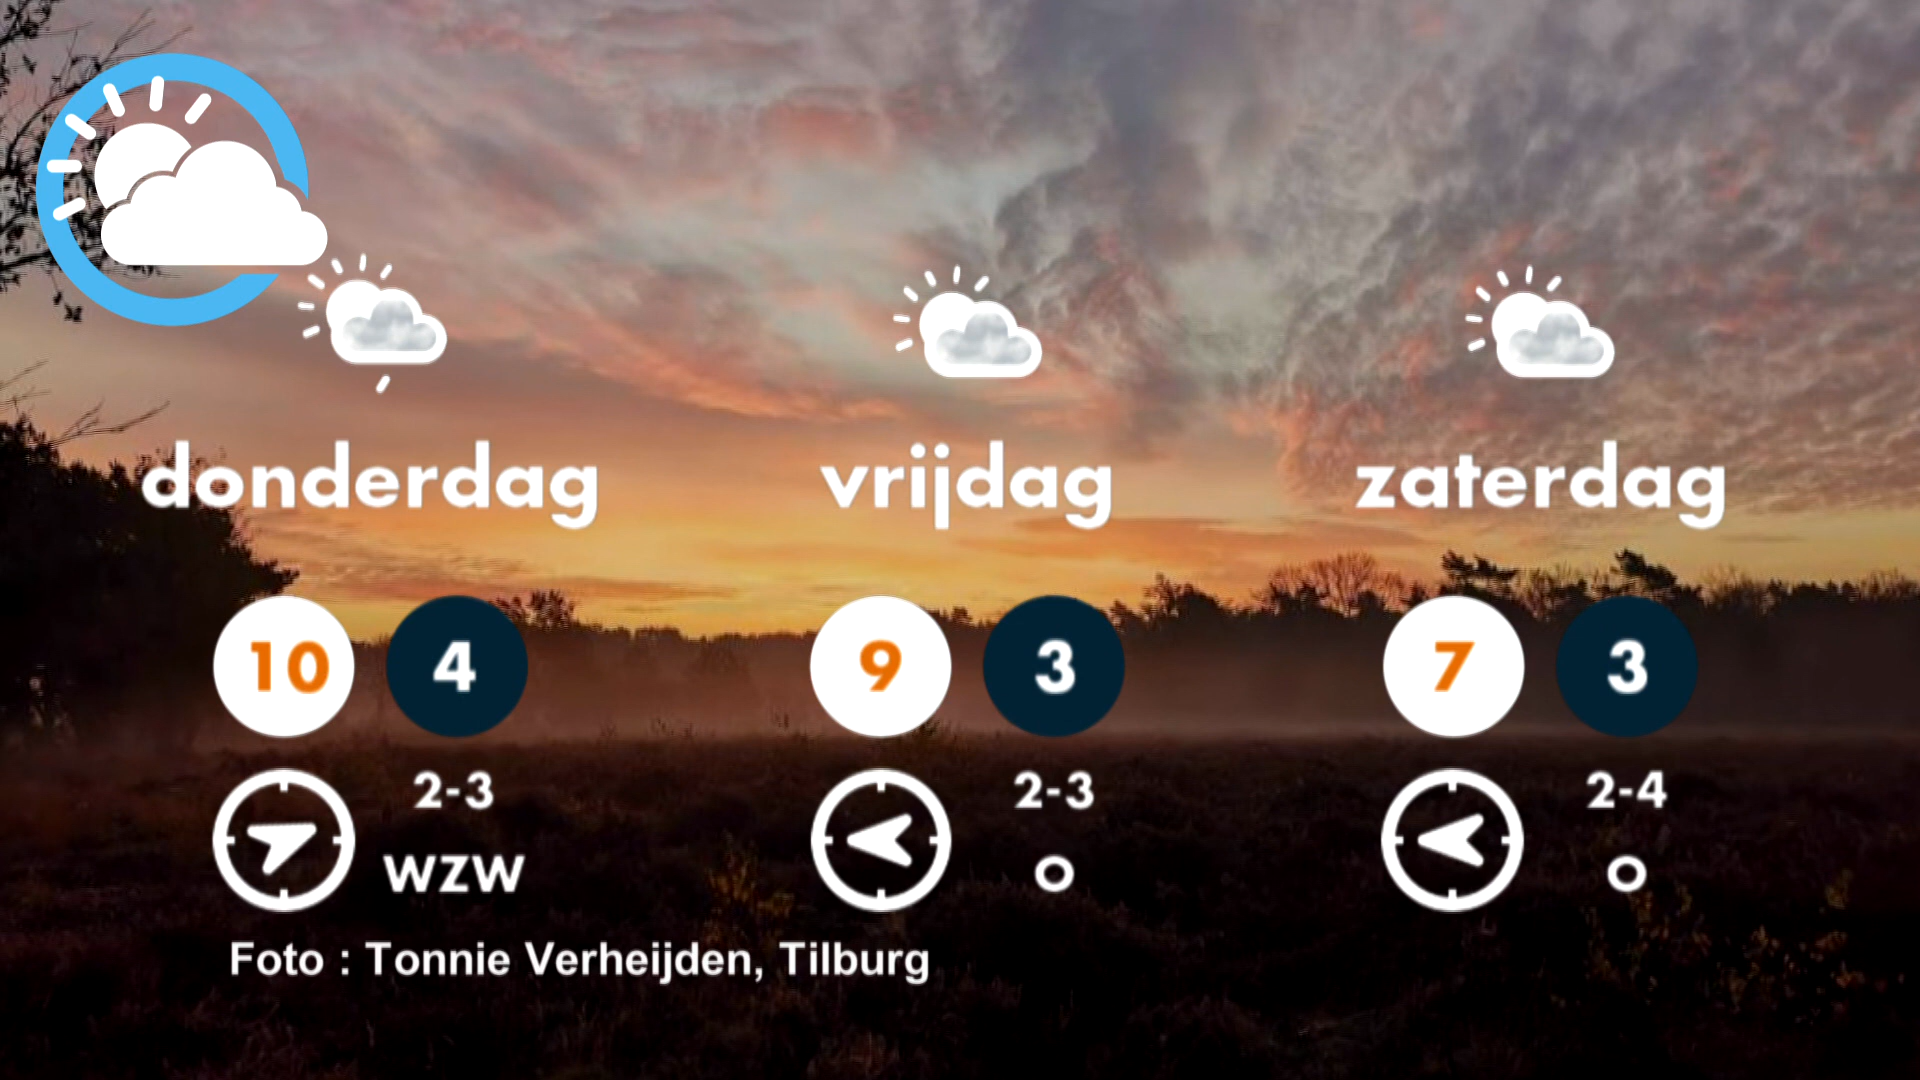 donderdag
vrijdag
zaterdag
10 4
9 3
7 3
2-3
WZW
2-3
O
2-4
O
Foto : Tonnie Verheijden, Tilburg